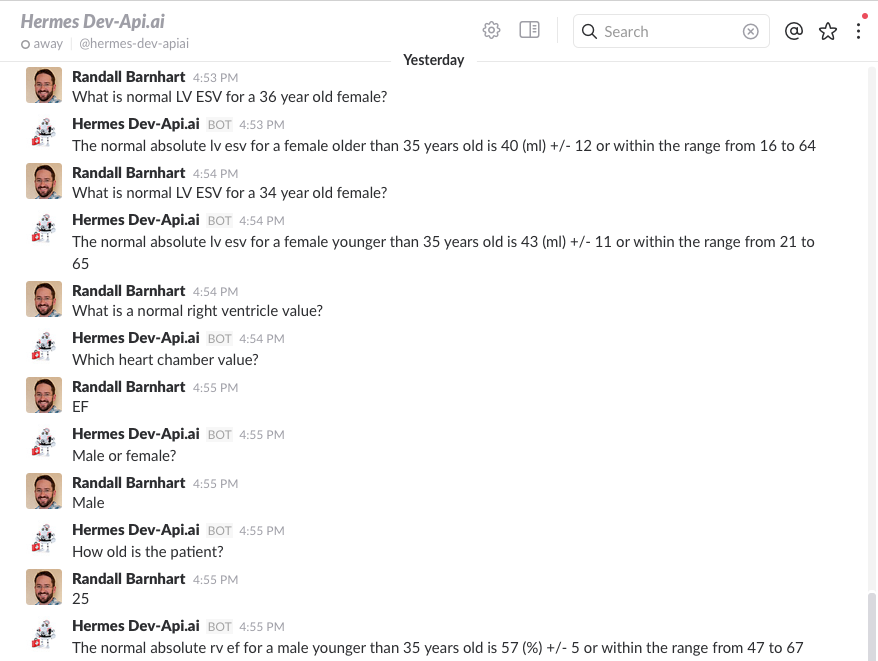 Hermes Dev-Api.ai
away @hermes-dev-apiai
Search
Yesterday
Randall Barnhart 4:53 PM
What is normal LV ESV for a 36 year old female?
Hermes Dev-Api.ai BOT 4:53 PM
The normal absolute lv esv for a female older than 35 years old is 40 (ml) +/- 12 or within the range from 16 to 64
Randall Barnhart 4:54 PM
What is normal LV ESV for a 34 year old female?
Hermes Dev-Api.ai BOT 4:54 PM
The normal absolute lv esv for a female younger than 35 years old is 43 (ml) +/- 11 or within the range from 21 to
65
Randall Barnhart 4:54 PM
What is a normal right ventricle value?
Hermes Dev-Api.ai BOT 4:54 PM
Which heart chamber value?
Randall Barnhart 4:55 PM
EF
Hermes Dev-Api.ai BOT 4:55 PM
Male or female?
Randall Barnhart 4:55 PM
Male
Hermes Dev-Api.ai BOT 4:55 PM
How old is the patient?
Randall Barnhart 4:55 PM
25
Hermes Dev-Api.ai BOT 4:55 PM
The normal absolute rv ef for a male younger than 35 years old is 57 (%) +/- 5 or within the range from 47 to 67